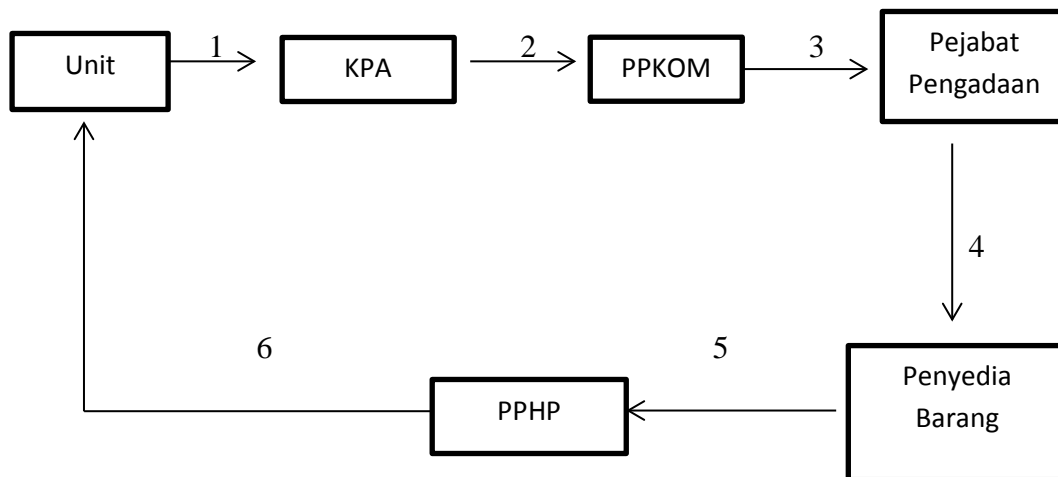 Unit
1
KPA
2
PPKOM
3
Pejabat
Pengadaan
4
Penyedia
Barang
5
PPHP
6